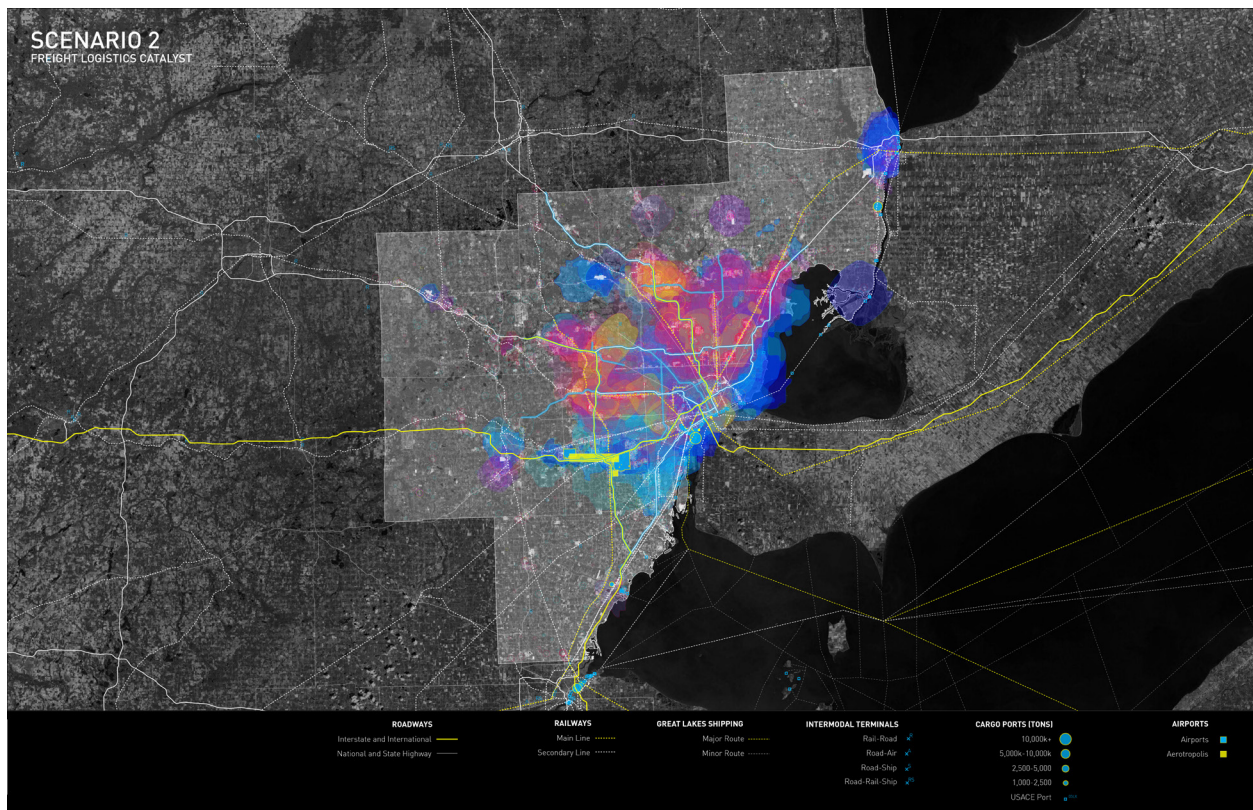 SCENARIO 2
FREIGHT LOGISTICS CATALYST
ROADWAYS
Interstate and International
National and State Highway
RAILWAYS
Main Line
Secondary Line
GREAT LAKES SHIPPING
Major Route
Minor Route
INTERMODAL TERMINALS
Rail-Road
Road-Air
Road-Ship
Road-Rail-Ship
CARGO PORTS (TONS)
10,000k+
5,000k-10,000k
2,500-5,000
1,000-2,500
USACE Port
AIRPORTS
Airports
Aerotropolis